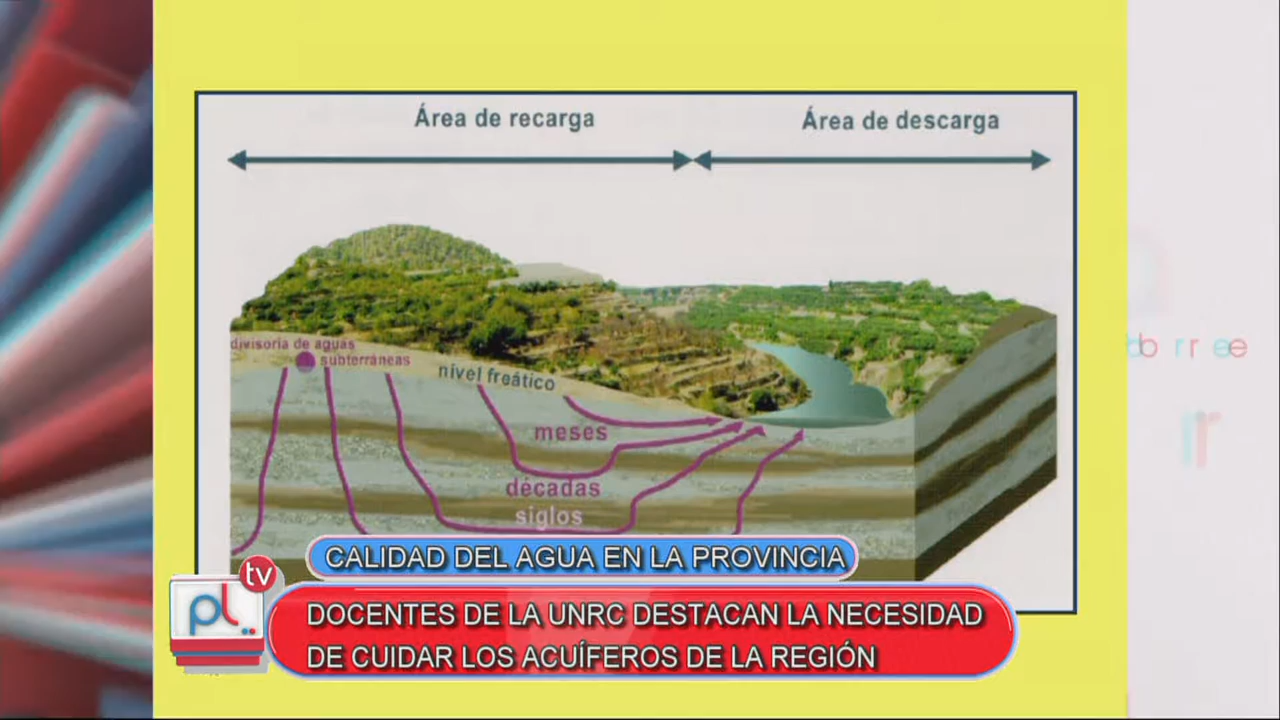 Área de recarga
Área de descarga
divisoria de aguas
subterráneas
nivel freático
meses
décadas
siglos
CALIDAD DEL AGUA EN LA PROVINCIA
tv
pl
DOCENTES DE LA UNRC DESTACAN LA NECESIDAD
DE CUIDAR LOS ACUÍFEROS DE LA REGIÓN